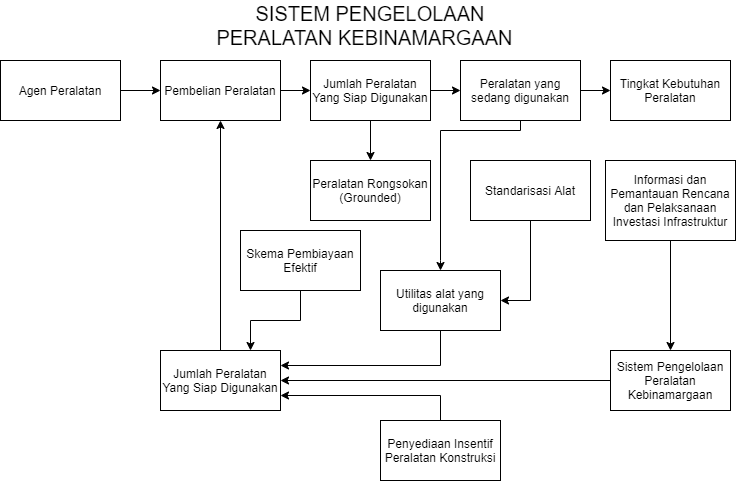 SISTEM PENGELOLAAN
PERALATAN KEBINAMARGAAN
Agen Peralatan
Pembelian Peralatan
Jumlah Peralatan
Yang Siap Digunakan
Peralatan yang
sedang digunakan
Tingkat Kebutuhan
Peralatan
Peralatan Rongsokan
(Grounded)
Standarisasi Alat
Informasi dan
Pemantauan Rencana
dan Pelaksanaan
Investasi Infrastruktur
Skema Pembiayaan
Efektif
Utilitas alat yang
digunakan
Jumlah Peralatan
Yang Siap Digunakan
Sistem Pengelolaan
Peralatan
Kebinamargaan
Penyediaan Insentif
Peralatan Konstruksi